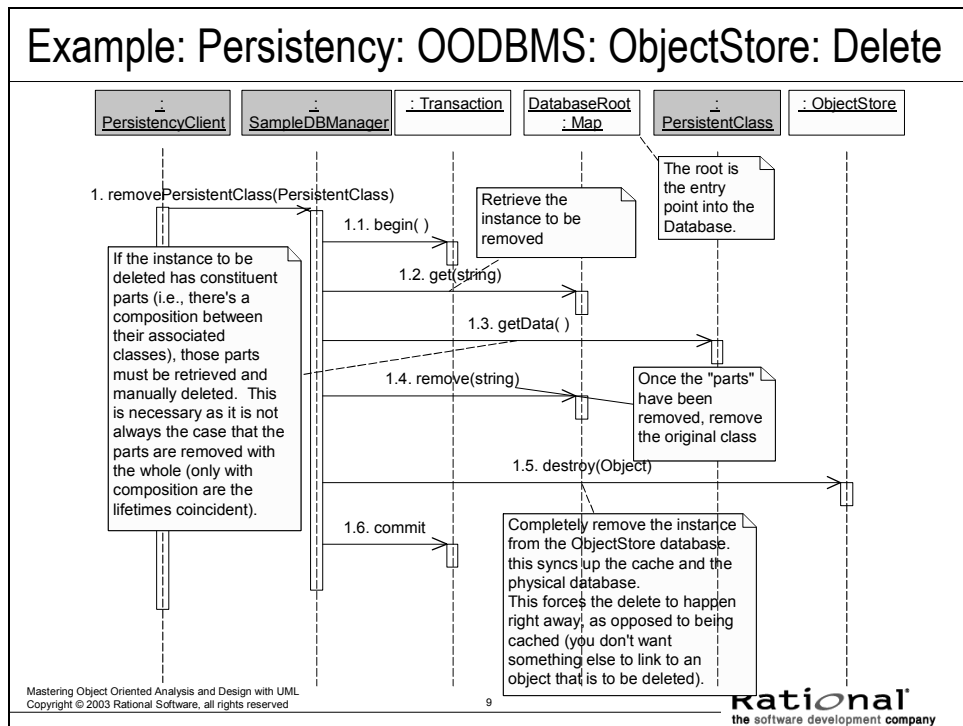 Example: Persistency: OODBMS: ObjectStore: Delete
:
PersistencyClient
:
SampleDBManager
: Transaction
DatabaseRoot
: Map
:
PersistentClass
: ObjectStore
The root is
the entry
point into the
Database.
1. removePersistentClass(PersistentClass)
Retrieve the
instance to be
removed
1.1. begin( )
If the instance to be
deleted has constituent
parts (i.e., there's a
composition between
their associated
classes), those parts
must be retrieved and
manually deleted. This
is necessary as it is not
always the case that the
parts are removed with
the whole (only with
composition are the
lifetimes coincident).
1.2. get(string)
1.3. getData( )
1.4. remove(string)
Once the "parts"
have been
removed, remove
the original class
1.5. destroy(Object)
1.6. commit
Completely remove the instance
from the ObjectStore database.
this syncs up the cache and the
physical database.
This forces the delete to happen
right away, as opposed to being
cached (you don't want
something else to link to an
object that is to be deleted).
Mastering Object Oriented Analysis and Design with UML
Copyright © 2003 Rational Software, all rights reserved
9
Rational
the software development company